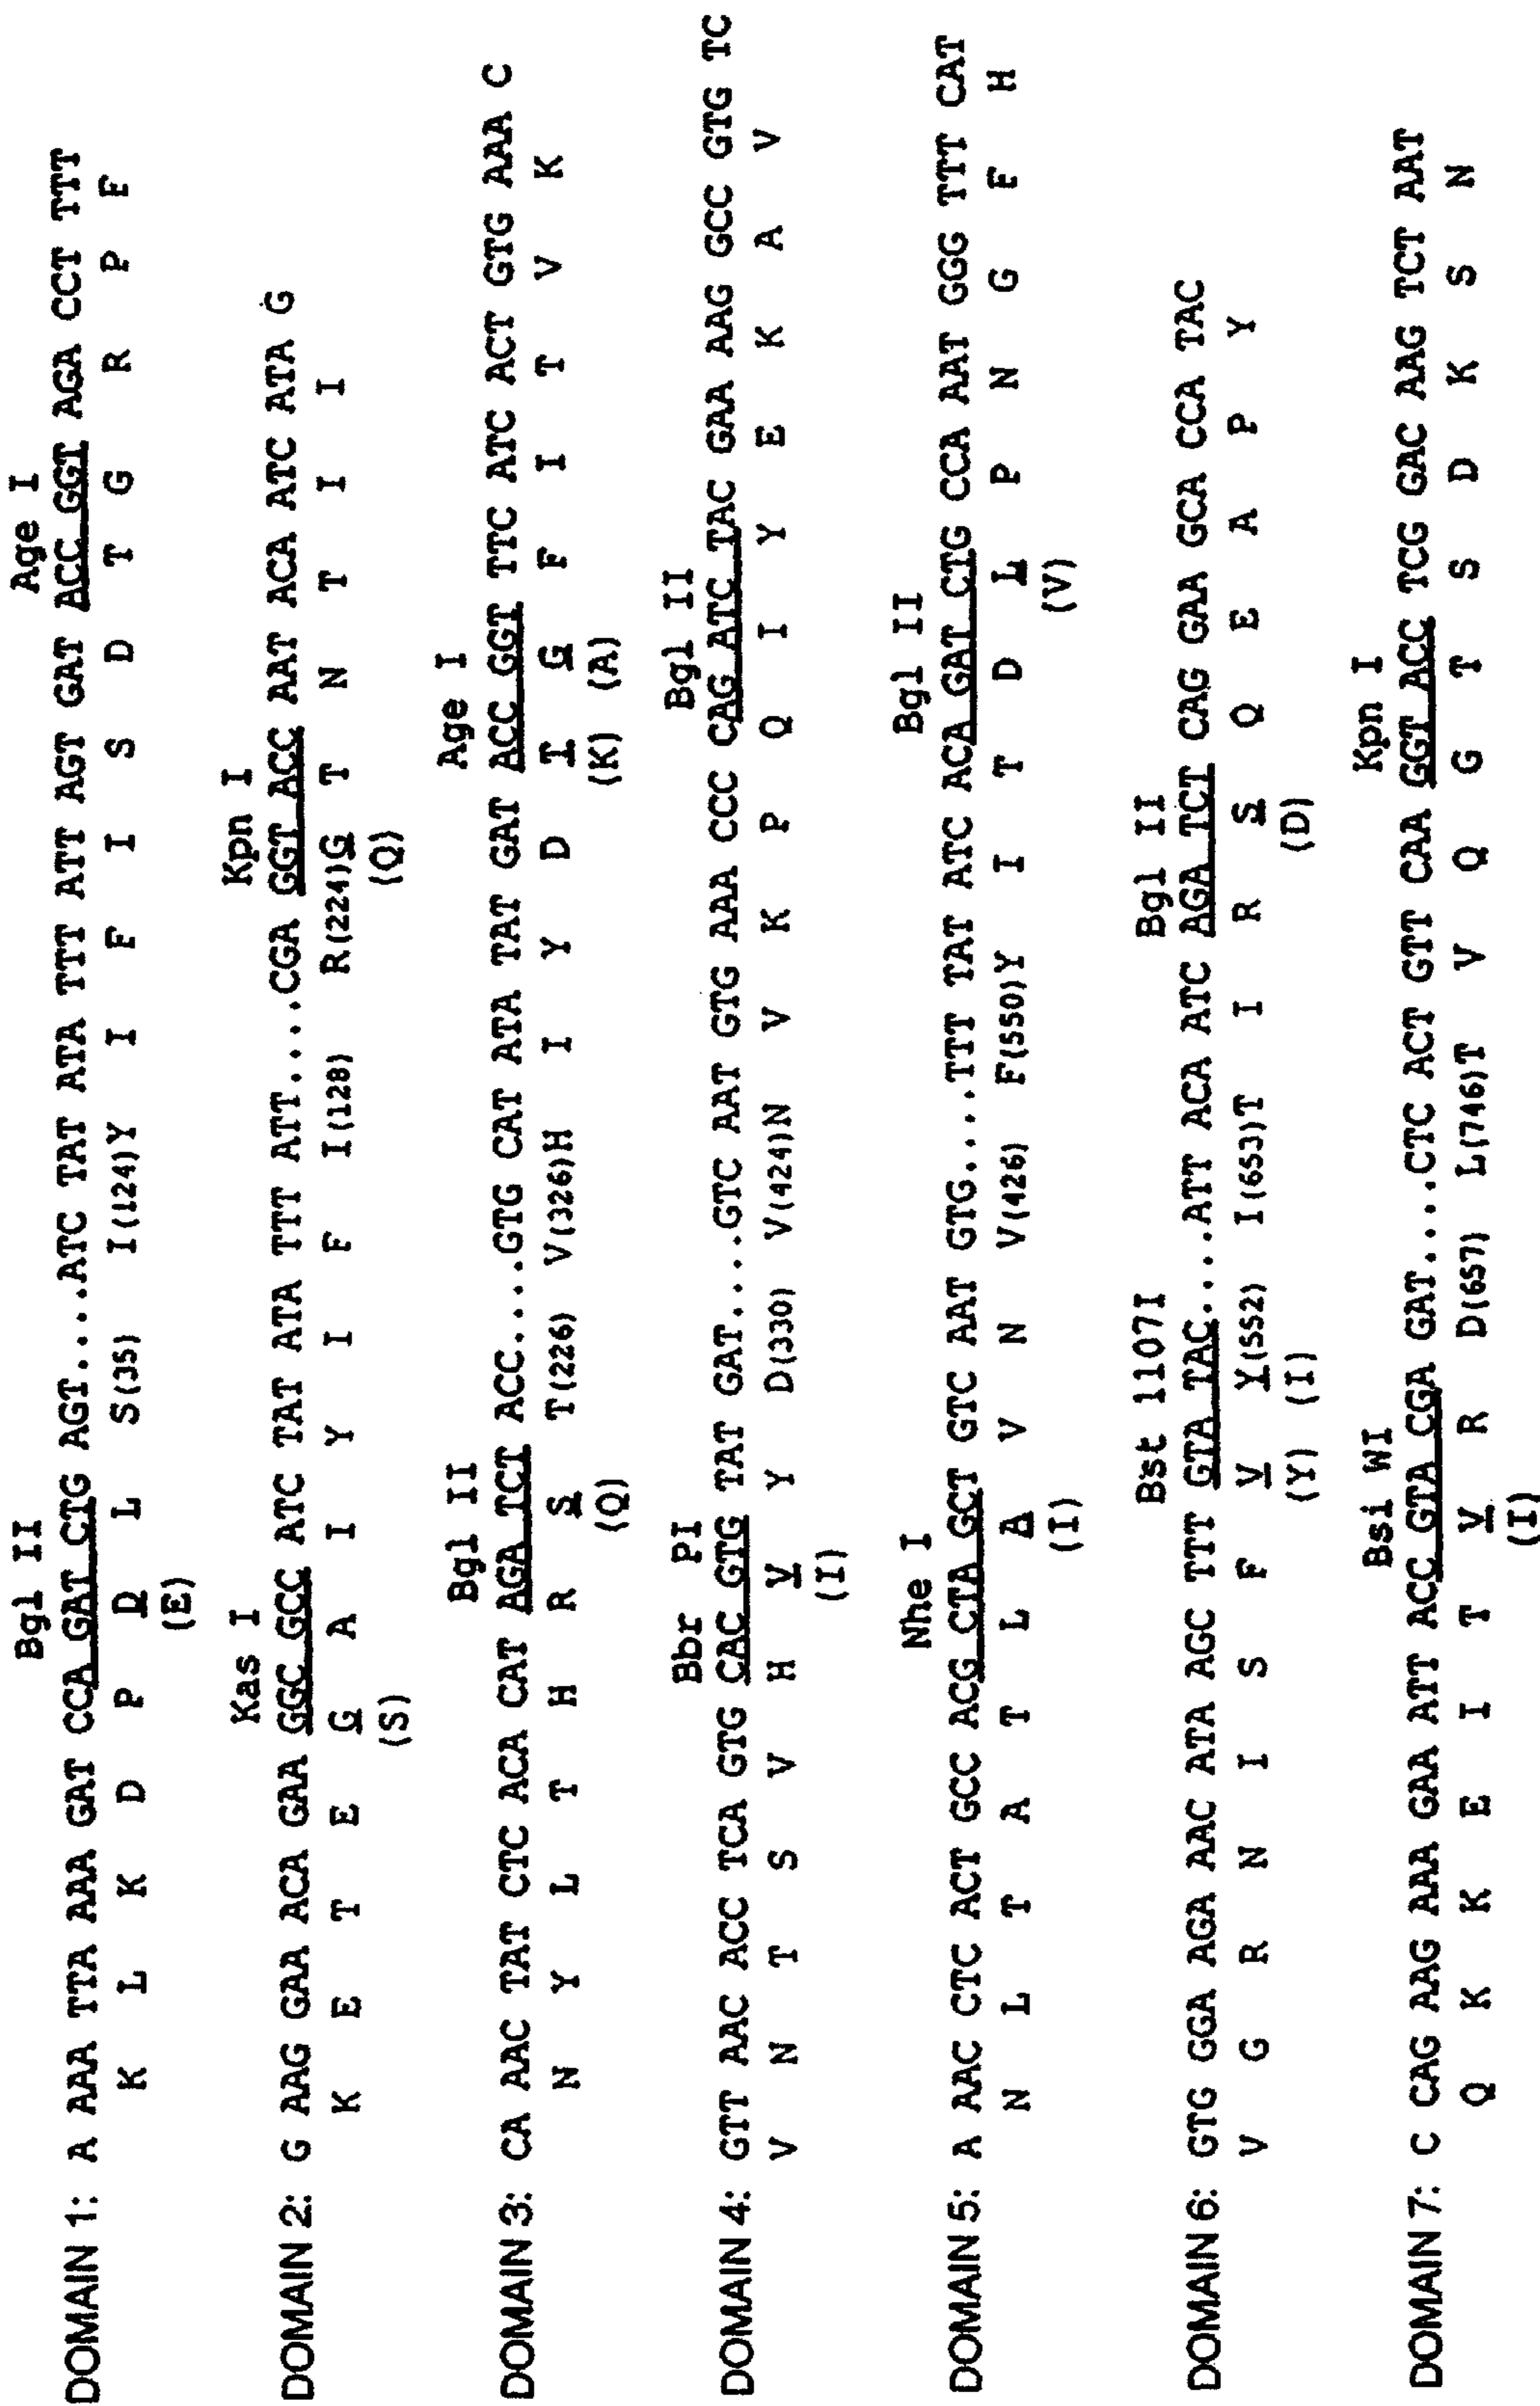 Bgl II Age I
DOMAIN 1: A AAA TTA AAA GAT CCA GAT CTG AGT....ATC TAT ATA TTT ATT AGT GAT ACC GGT AGA CCT TTT
K L K D P D L S(35) I(124)Y I F I S D T G R P F
(E)
Kas I Kpn I
DOMAIN 2: G AAG GAA ACA GAA GGC GCC ATC TAT ATA TTT ATT....CGA GGT ACC AAT ACA ATC ATA G
K E T E G A I Y I F I(128) R(224)G T N T I I
(S) (Q)
Bgl II Age I
DOMAIN 3: CA AAC TAT CTC ACA CAT AGA TCT ACC....GTG CAT ATA TAT GAT ACC GGT TTC ATC ACT GTG AAA C
N Y L T H R S T(226) V(326)H I Y D T G F I T V K
(Q) (K) (A)
Bbr PI Bgl II
DOMAIN 4: GTT AAC ACC TCA GTG CAC GTG TAT GAT....GTC AAT GTG AAA CCC CAG ATC TAC GAA AAG GCC GTG TC
V N T S V H V Y D(330) V(424)N V K P Q I Y E K A V
(I)
Nhe I Bgl II
DOMAIN 5: A AAC CTC ACT GCC ACG CTA GCT GTC AAT GTG....TTT TAT ATC ACA GAT CTG CCA AAT GGG TTT CAT
N L T A T L A V N V(426) F(550)Y I T D L P N G F H
(I) (V)
Bst 1107I Bgl II
DOMAIN 6: GTG GGA AGA AAC ATA AGC TTT GTA TAC....ATT ACA ATC AGA TCT CAG GAA GCA CCA TAC
V G R N I S F V Y(552) I(653)T I R S Q E A P Y
(Y) (I) (D)
Bsi WI Kpn I
DOMAIN 7: C CAG AAG AAA GAA ATT ACC GTA CGA GAT....CTC ACT GTT CAA GGT ACC TCG GAC AAG TCT AAT
Q K K E I T V R D(657) L(746)T V Q G T S D K S N
(I)